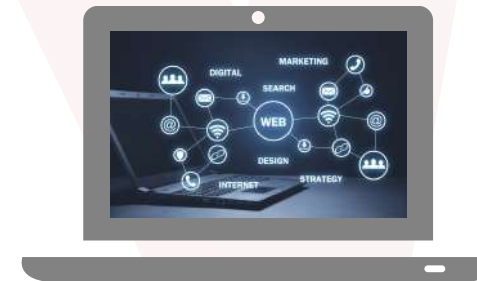 MARKETING
DIGITAL
SEARCH
WEB
DESIGN
INTERNET
STRATEGY